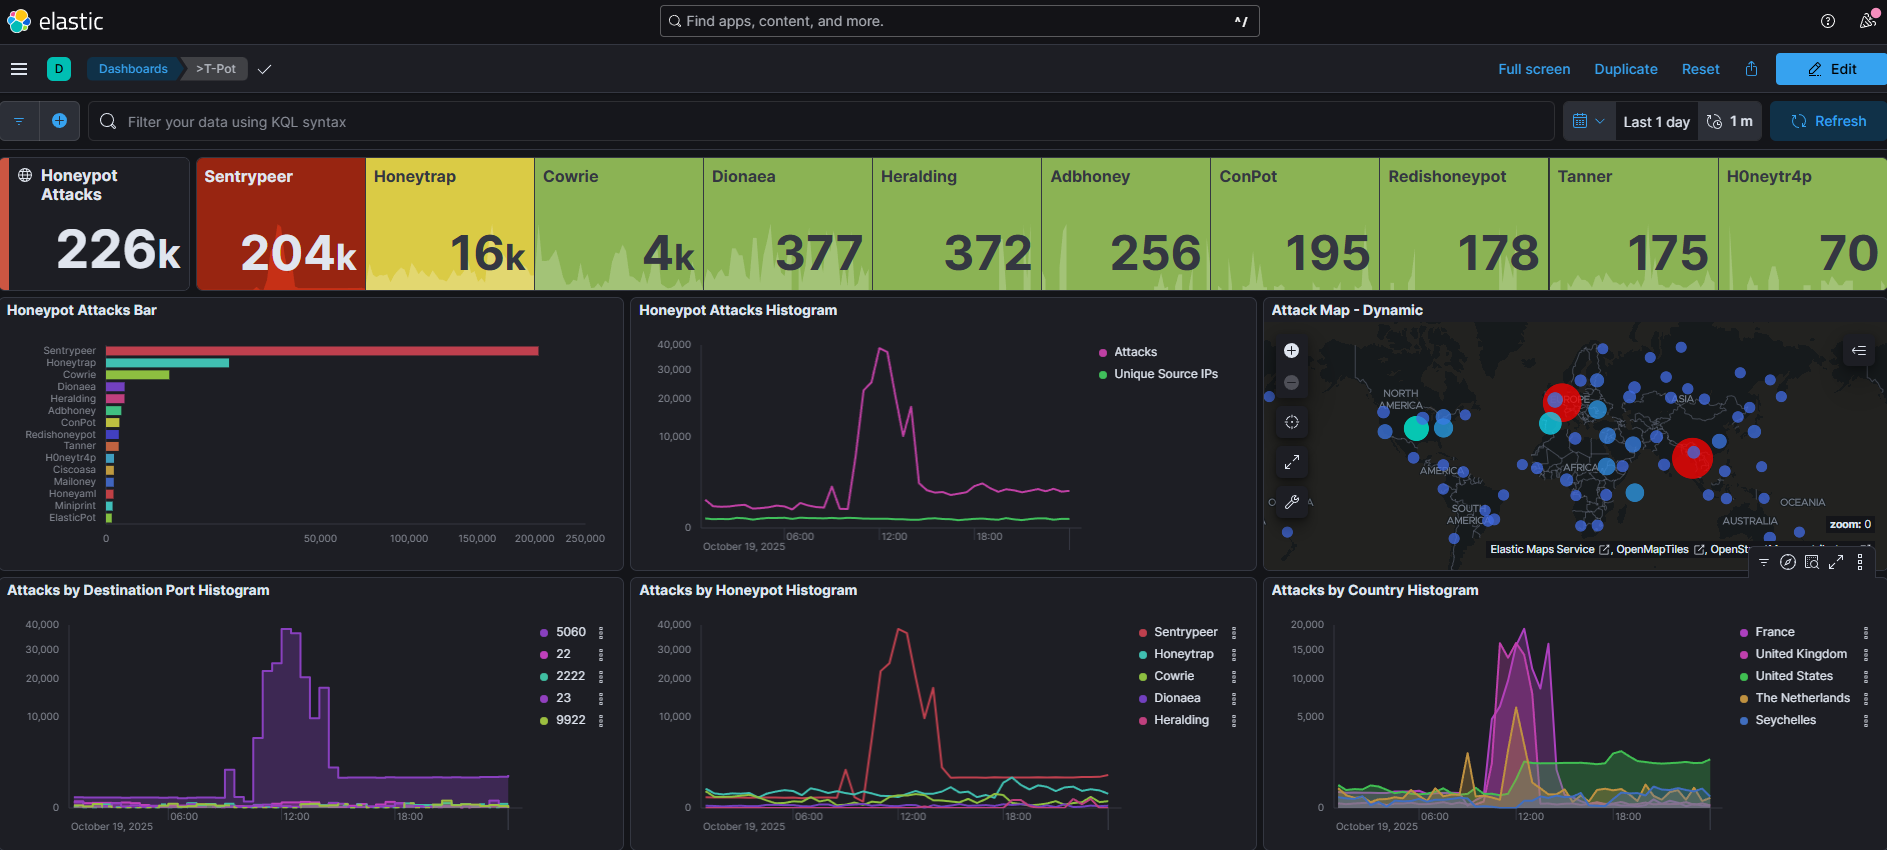 elastic
Find apps, content, and more.
^/
D
Dashboards
>T-Pot
Full screen
Duplicate
Reset
Edit
Filter your data using KQL syntax
Last 1 day
1 m
Refresh
Honeypot
Attacks
226k
Sentrypeer
204k
Honeytrap
16k
Cowrie
4k
Dionaea
377
Heralding
372
Adbhoney
256
ConPot
195
Redishoneypot
178
Tanner
175
H0neytr4p
70
Honeypot Attacks Bar
Sentrypeer
Honeytrap
Cowrie
Dionaea
Heralding
Adbhoney
ConPot
Redishoneypot
Tanner
H0neytr4p
Ciscoasa
Mailoney
Honeyaml
Miniprint
ElasticPot
0
50,000
100,000
150,000
200,000
250,000
Honeypot Attacks Histogram
40,000
30,000
20,000
10,000
0
06:00
12:00
18:00
October 19, 2025
Attacks
Unique Source IPs
Attack Map - Dynamic
NORTH
AMERICA
ASIA
AFRICA
AMERICA
SOUTH
AMERICA
OCEANIA
AUSTRALIA
zoom: 0
Elastic Maps Service , OpenMapTiles , 
Attacks by Destination Port Histogram
40,000
30,000
20,000
10,000
0
06:00
12:00
18:00
October 19, 2025
5060
22
2222
23
9922
Attacks by Honeypot Histogram
40,000
30,000
20,000
10,000
0
06:00
12:00
18:00
October 19, 2025
Sentrypeer
Honeytrap
Cowrie
Dionaea
Heralding
Attacks by Country Histogram
20,000
15,000
10,000
5,000
0
06:00
12:00
18:00
October 19, 2025
France
United Kingdom
United States
The Netherlands
Seychelles